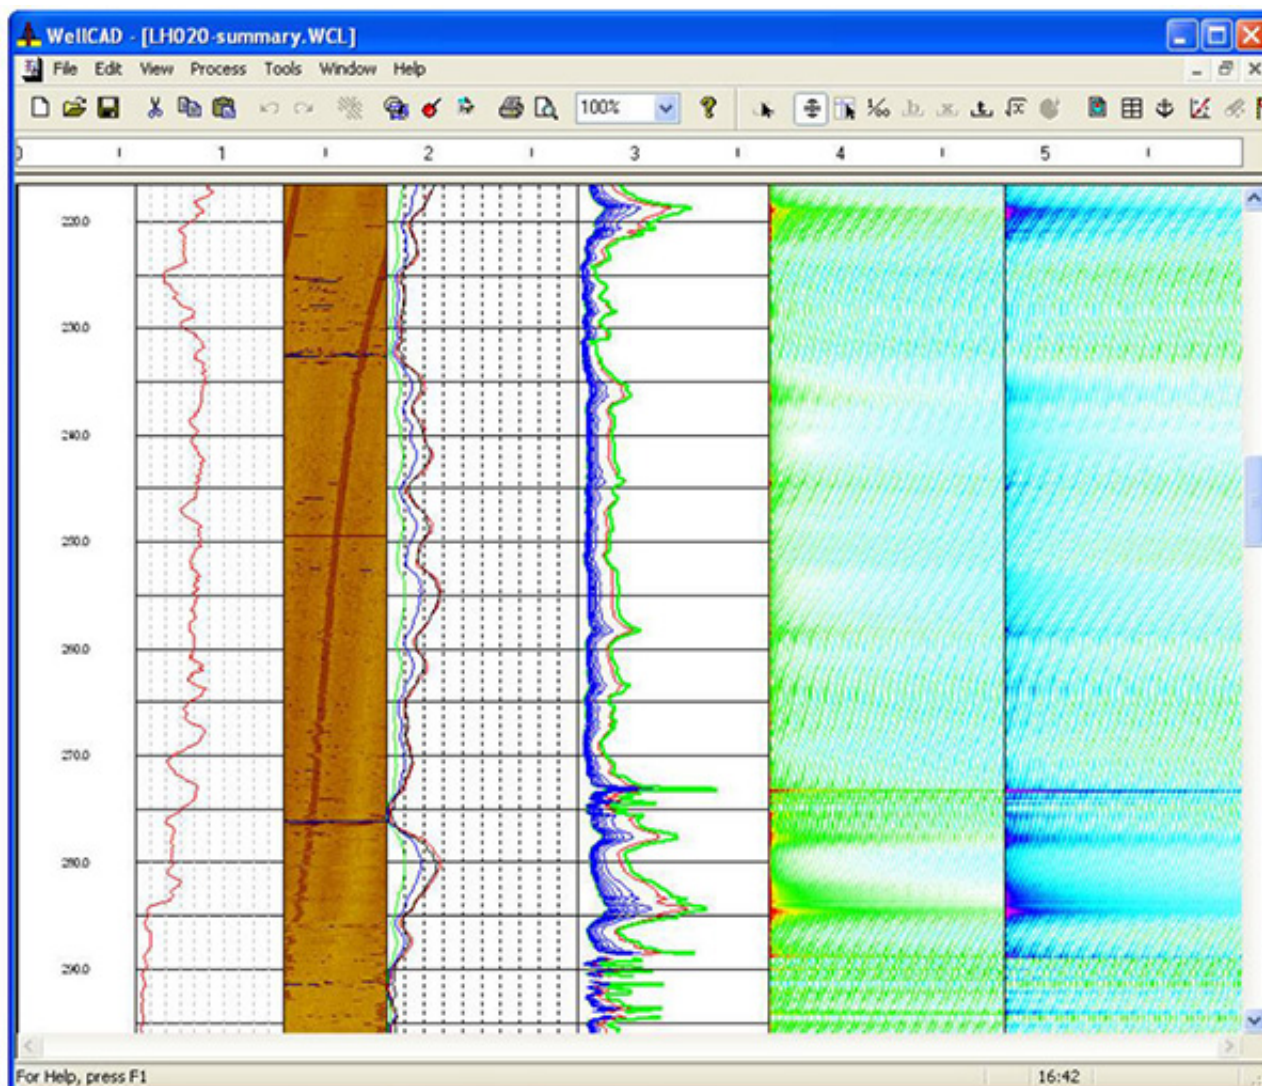 WellCAD - [LH020-summary.WCL]
File Edit View Process Tools Window Help
100%
1 2 3 4 5
220.0
230.0
240.0
250.0
260.0
270.0
280.0
290.0
For Help, press F1
16:42